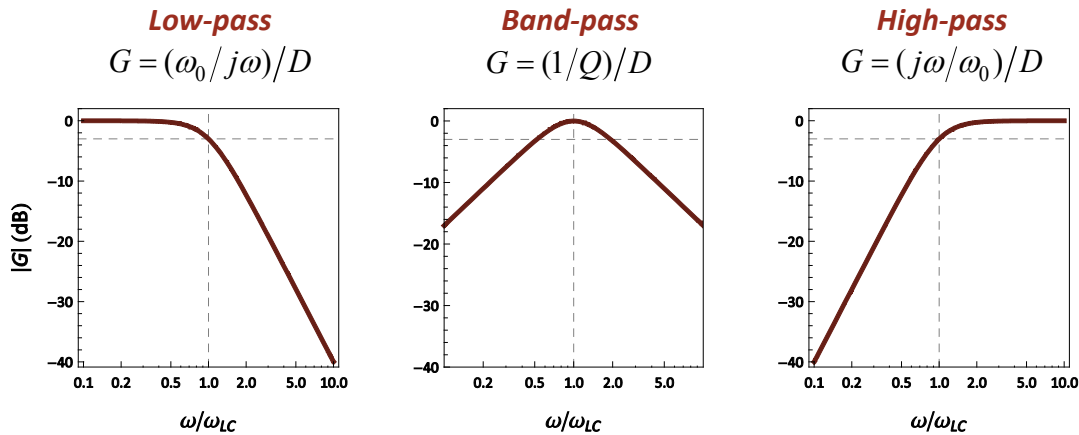 Low-pass
G = (ω₀/jω)/D
|G| (dB)
0
−10
−20
−30
−40
0.1 0.2 0.5 1.0 2.0 5.0 10.0
ω/ω_LC
Band-pass
G = (1/Q)/D
0
−10
−20
−30
−40
0.2 0.5 1.0 2.0 5.0
ω/ω_LC
High-pass
G = (jω/ω₀)/D
0
−10
−20
−30
−40
0.1 0.2 0.5 1.0 2.0 5.0 10.0
ω/ω_LC